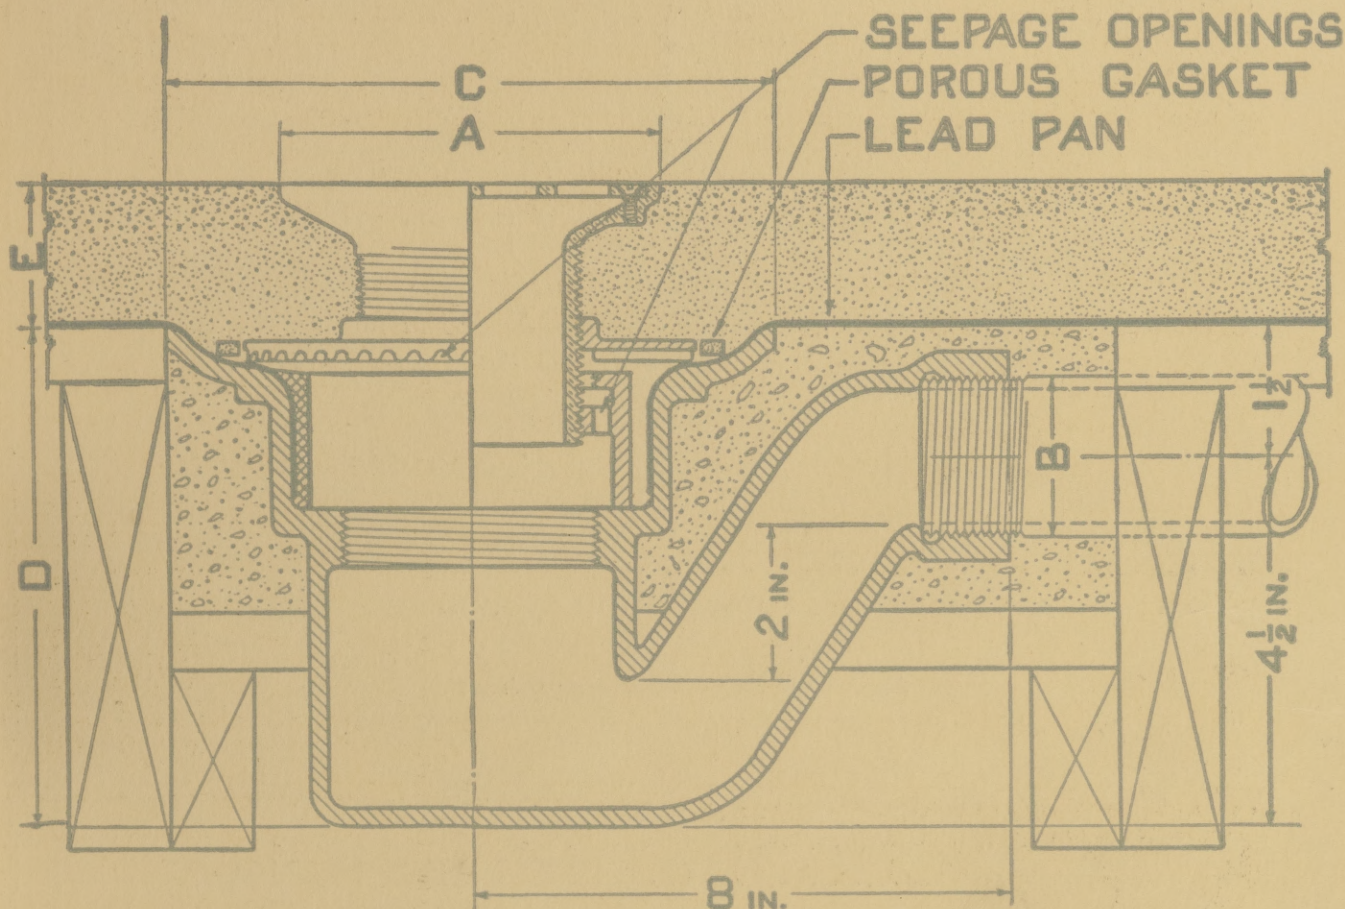 SEEPAGE OPENINGS
C
POROUS GASKET
A
LEAD PAN
E
1½
B
D
2 IN.
4½ IN.
8 IN.